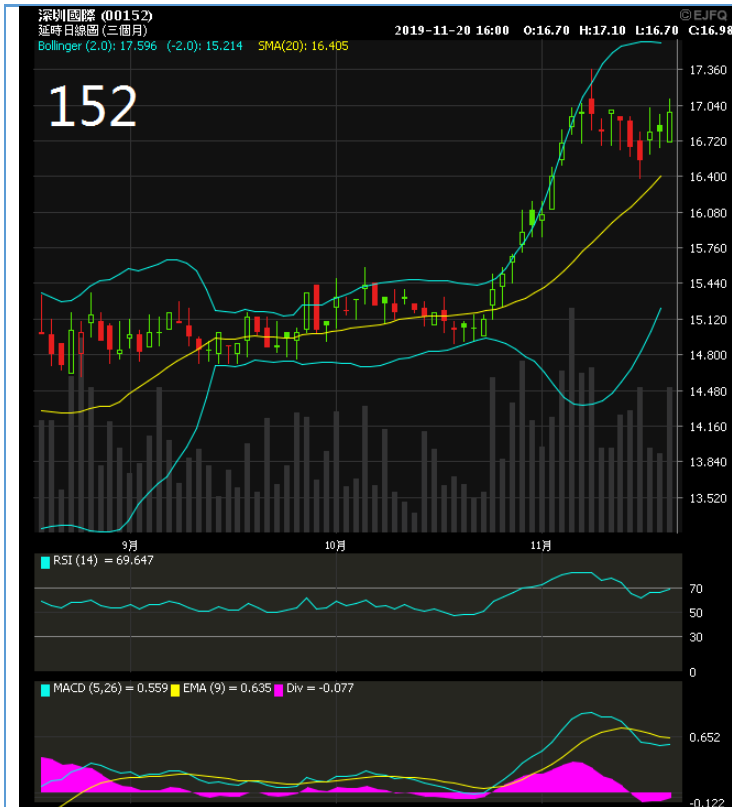 深圳國際 (00152)
©EJFQ
延時日線圖 (三個月)
2019-11-20 16:00 O:16.70 H:17.10 L:16.70 C:16.98
Bollinger (2.0): 17.596 (-2.0): 15.214 SMA(20): 16.405
152
17.360
17.040
16.720
16.400
16.080
15.760
15.440
15.120
14.800
14.480
14.160
13.840
13.520
9月 10月 11月
RSI (14) = 69.647
70
50
30
0
MACD (5,26) = 0.559 EMA (9) = 0.635 Div = -0.077
0.652
-0.122